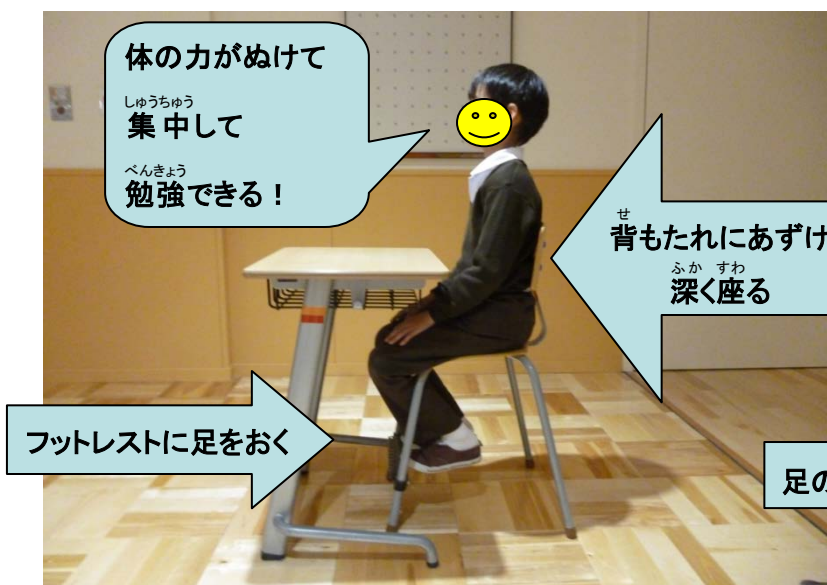 体の力がぬけて
しゅうちゅう
集中して
べんきょう
勉強できる！
せ
背もたれにあずけ
ふか すわ
深く座る
フットレストに足をおく
足の